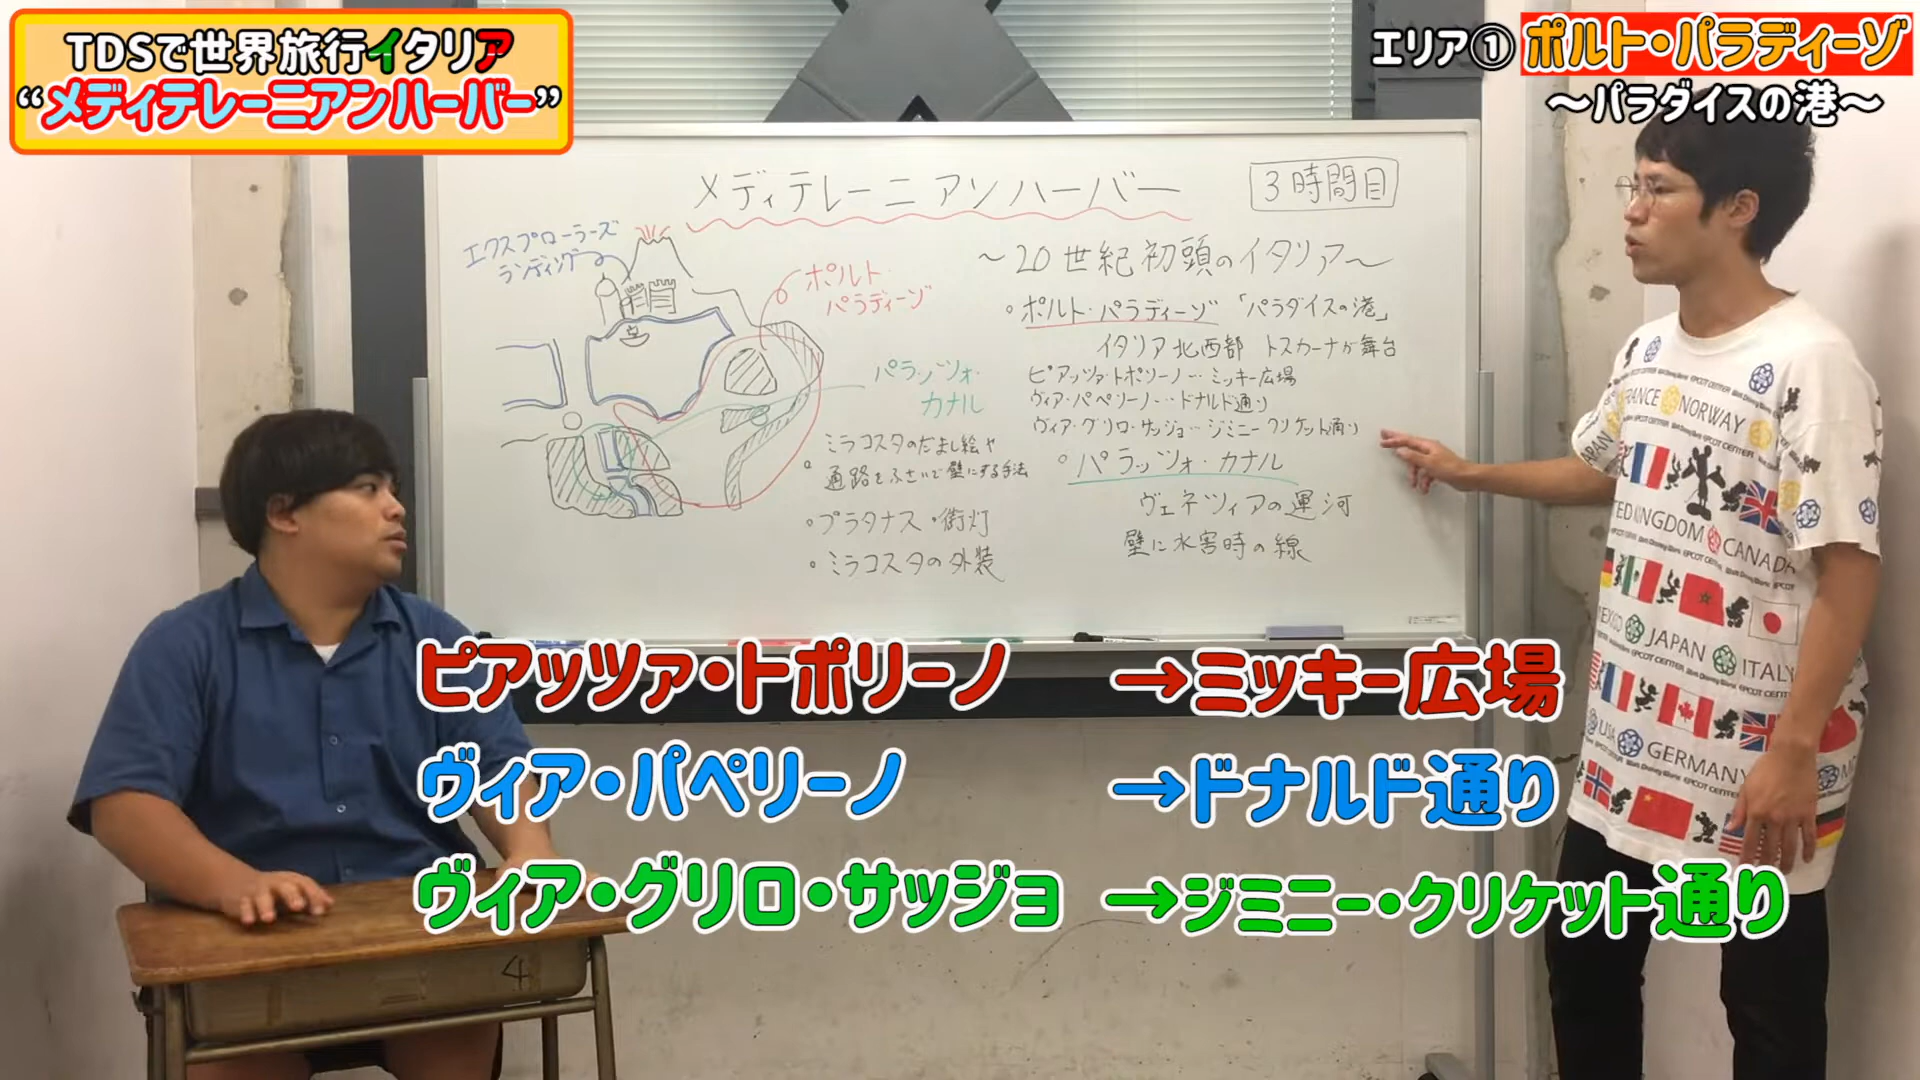 TDSで世界旅行イタリア
“メディテレーニアンハーバー”
エリア① ポルト・パラディーゾ
～パラダイスの港～
メディテレーニアンハーバー
3時間目
エクスプローラーズ
ランディング
ポルト
パラディーゾ
パラッツォ・
カナル
ミラコスタのだまし絵や
通路をふさいで壁にする手法
・プラタナス・街灯
・ミラコスタの外装
～20世紀初頭のイタリア～
ポルト・パラディーゾ 「パラダイスの港」
イタリア北西部 トスカーナが舞台
ピアッツァ・トポリーノ…ミッキー広場
ヴィア・パペリーノ…ドナルド通り
ヴィア・グリロ・サッジョ…ジミニークリケット通り
パラッツォ・カナル
ヴェネツィアの運河
壁に水害時の線
ピアッツァ・トポリーノ →ミッキー広場
ヴィア・パペリーノ →ドナルド通り
ヴィア・グリロ・サッジョ →ジミニー・クリケット通り
4
FRANCE NORWAY
JAPAN
EPCOT CENTER
UNITED KINGDOM CANADA
EPCOT CENTER
MEXICO JAPAN ITALY
EPCOT CENTER
USA GERMANY